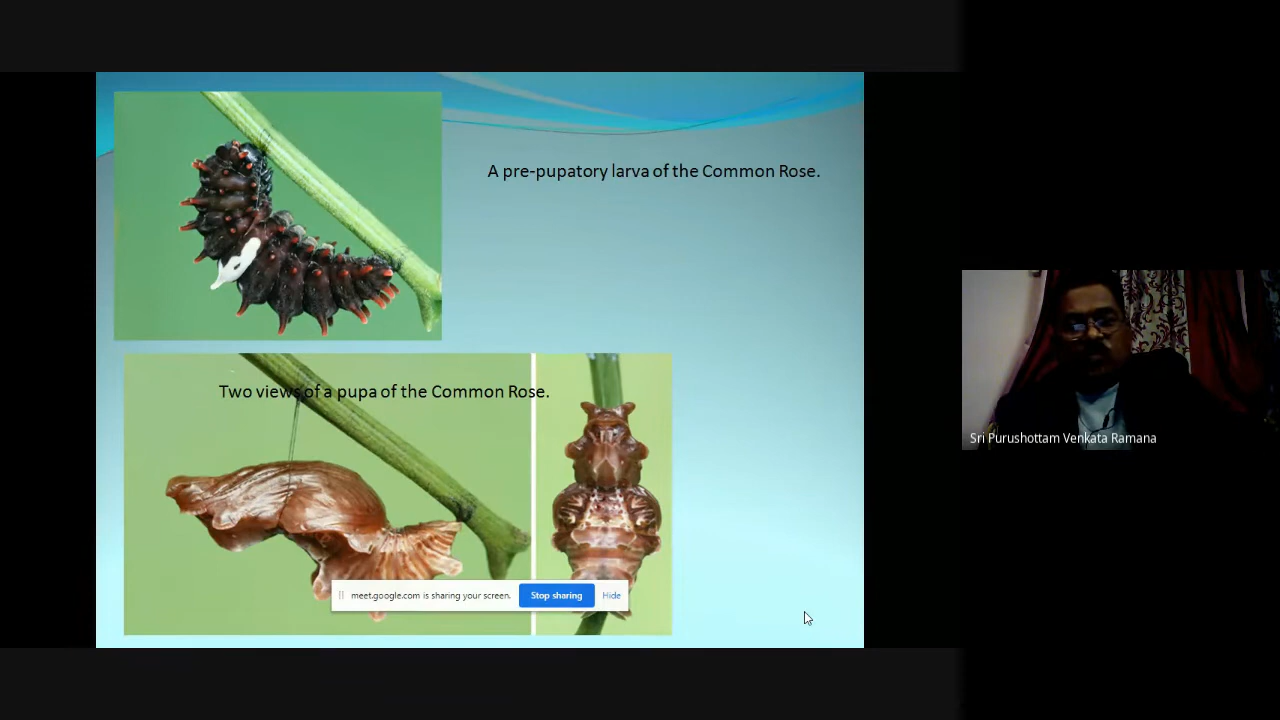 A pre-pupatory larva of the Common Rose.
Two views of a pupa of the Common Rose.
meet.google.com is sharing your screen.
Stop sharing
Hide
Sri Purushottam Venkata Ramana